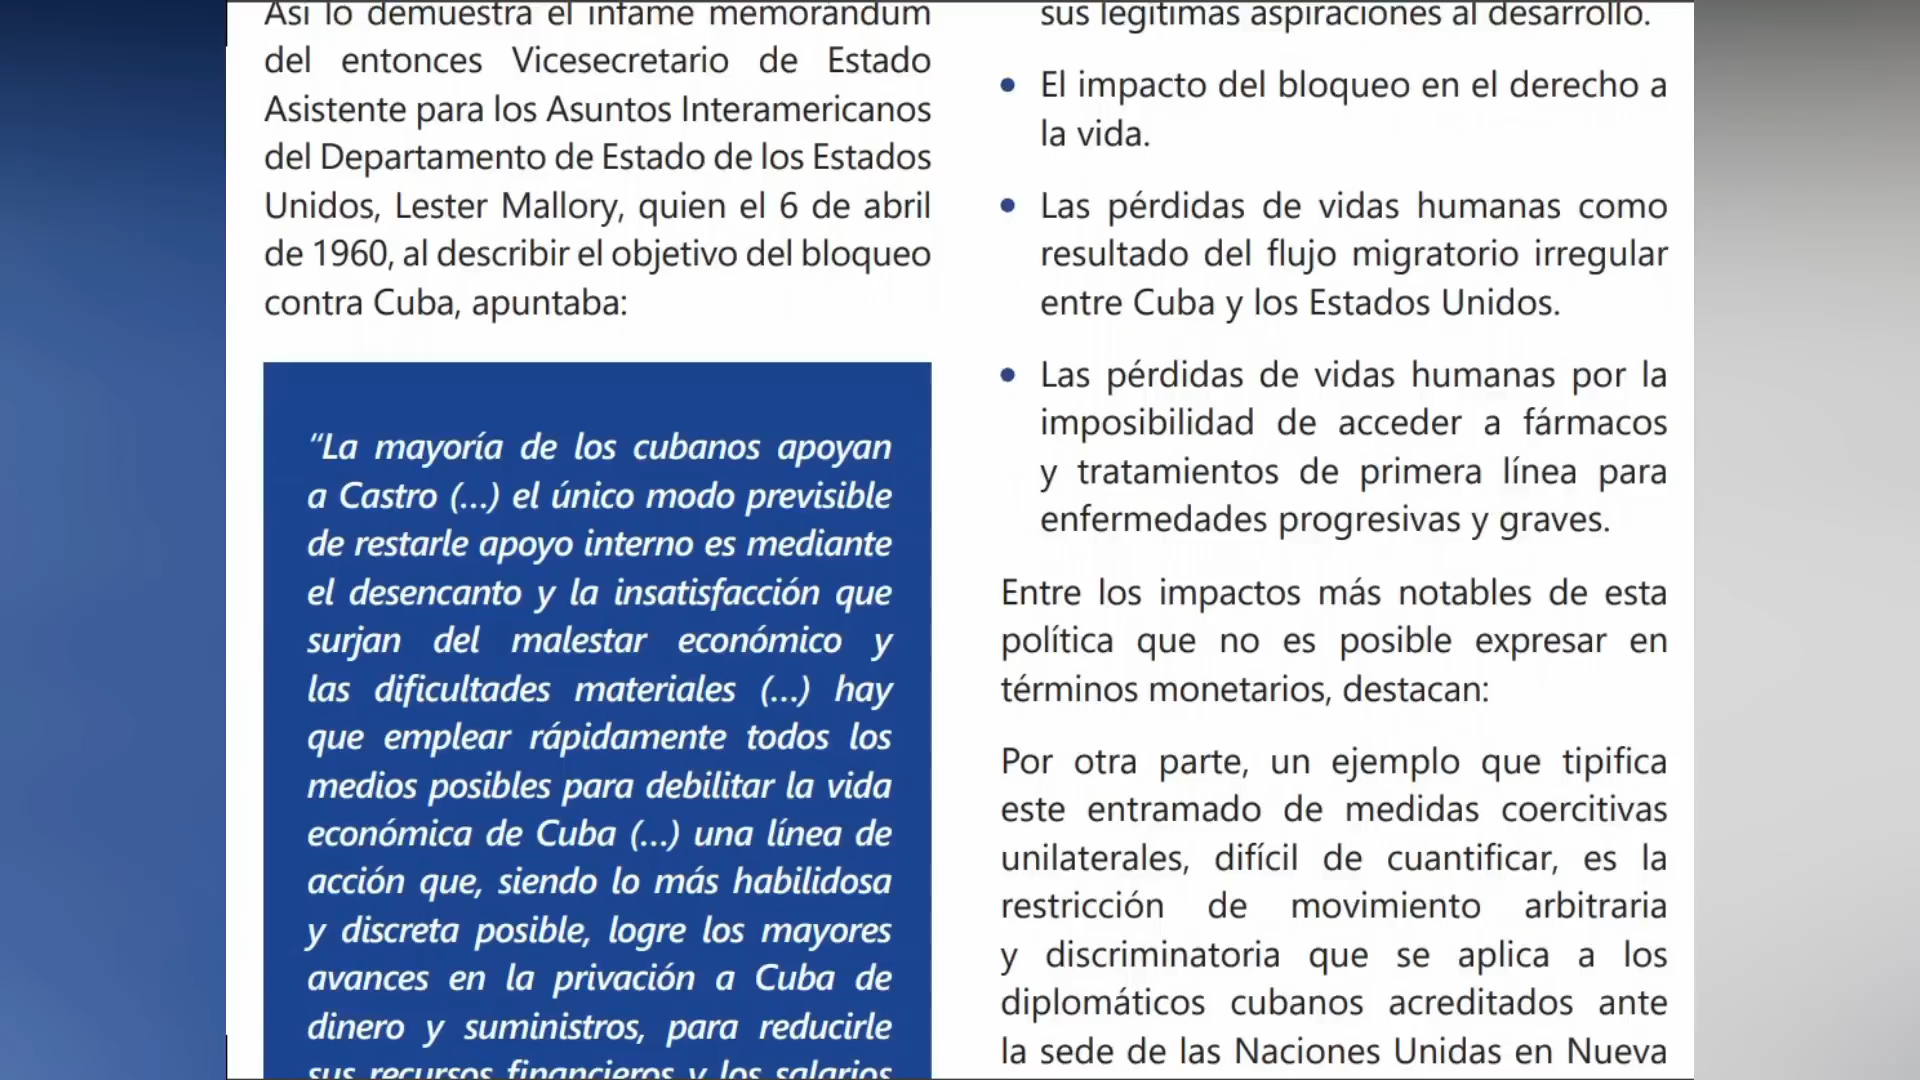 Así lo demuestra el infame memorándum
del entonces Vicesecretario de Estado
Asistente para los Asuntos Interamericanos
del Departamento de Estado de los Estados
Unidos, Lester Mallory, quien el 6 de abril
de 1960, al describir el objetivo del bloqueo
contra Cuba, apuntaba:
“La mayoría de los cubanos apoyan
a Castro (...) el único modo previsible
de restarle apoyo interno es mediante
el desencanto y la insatisfacción que
surjan del malestar económico y
las dificultades materiales (...) hay
que emplear rápidamente todos los
medios posibles para debilitar la vida
económica de Cuba (...) una línea de
acción que, siendo lo más habilidosa
y discreta posible, logre los mayores
avances en la privación a Cuba de
dinero y suministros, para reducirle
sus recursos financieros y los salarios
sus legítimas aspiraciones al desarrollo.
• El impacto del bloqueo en el derecho a
la vida.
• Las pérdidas de vidas humanas como
resultado del flujo migratorio irregular
entre Cuba y los Estados Unidos.
• Las pérdidas de vidas humanas por la
imposibilidad de acceder a fármacos
y tratamientos de primera línea para
enfermedades progresivas y graves.
Entre los impactos más notables de esta
política que no es posible expresar en
términos monetarios, destacan:
Por otra parte, un ejemplo que tipifica
este entramado de medidas coercitivas
unilaterales, difícil de cuantificar, es la
restricción de movimiento arbitraria
y discriminatoria que se aplica a los
diplomáticos cubanos acreditados ante
la sede de las Naciones Unidas en Nueva